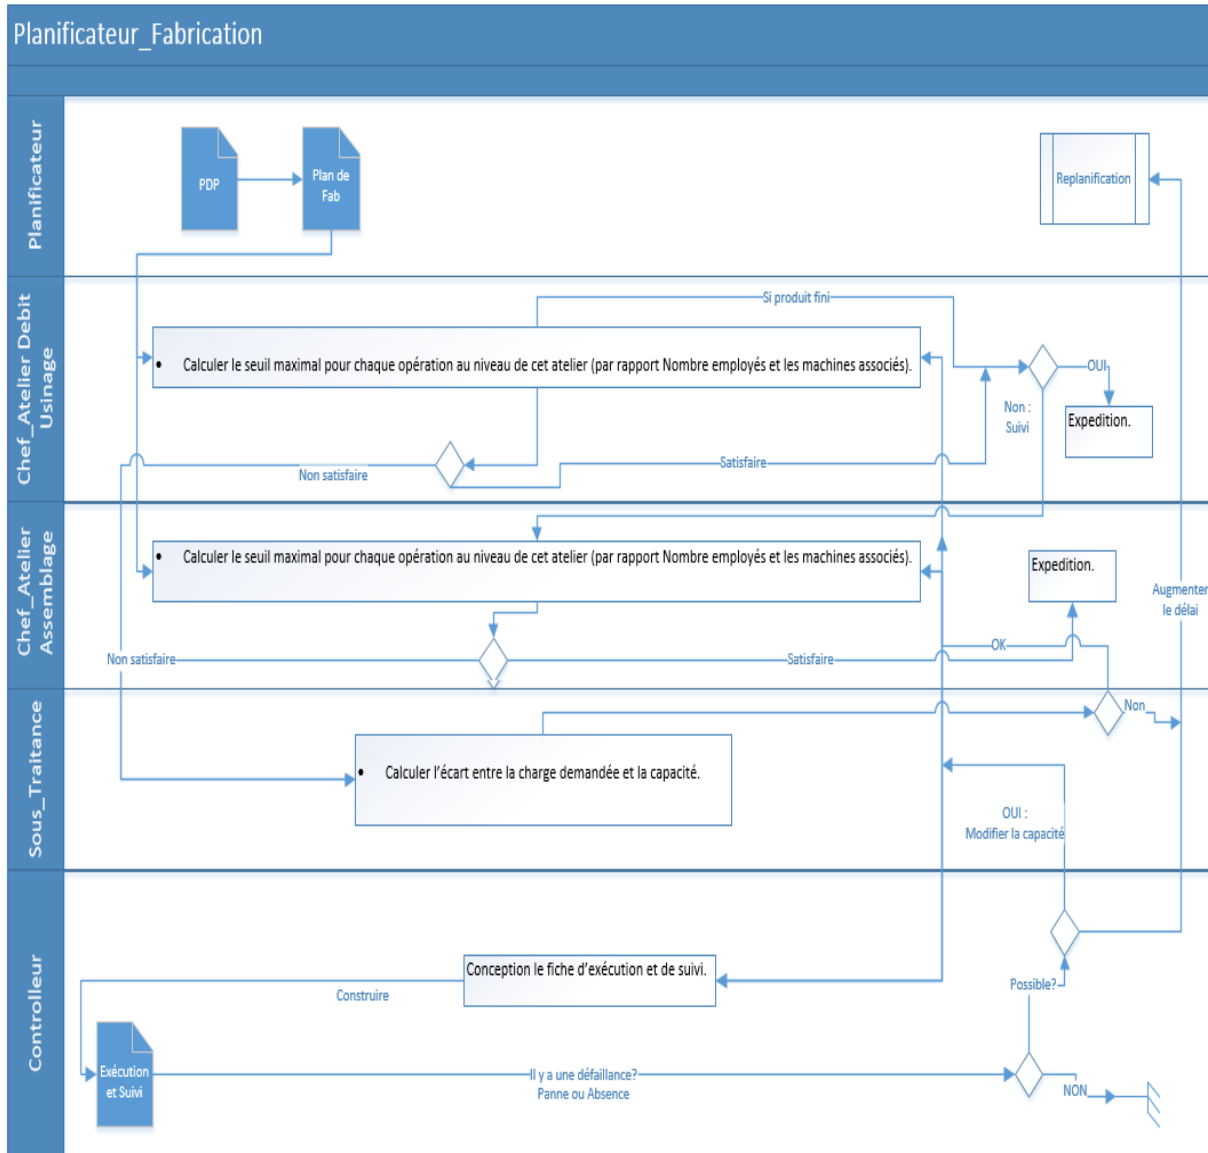 Planificateur_Fabrication
Planificateur
PDP
Plan de
Fab
Replanification
Chef_Atelier Debit
Usinage
Si produit fini
• Calculer le seuil maximal pour chaque opération au niveau de cet atelier (par rapport Nombre employés et les machines associés).
OUI
Non :
Suivi
Expedition.
Non satisfaire
Satisfaire
Chef_Atelier
Assemblage
• Calculer le seuil maximal pour chaque opération au niveau de cet atelier (par rapport Nombre employés et les machines associés).
Expedition.
Augmenter
le délai
Non satisfaire
Satisfaire
OK
Sous_Traitance
Non
• Calculer l'écart entre la charge demandée et la capacité.
OUI :
Modifier la capacité
Controlleur
Conception le fiche d'exécution et de suivi.
Construire
Possible?
Exécution
et Suivi
Il y a une défaillance?
Panne ou Absence
NON